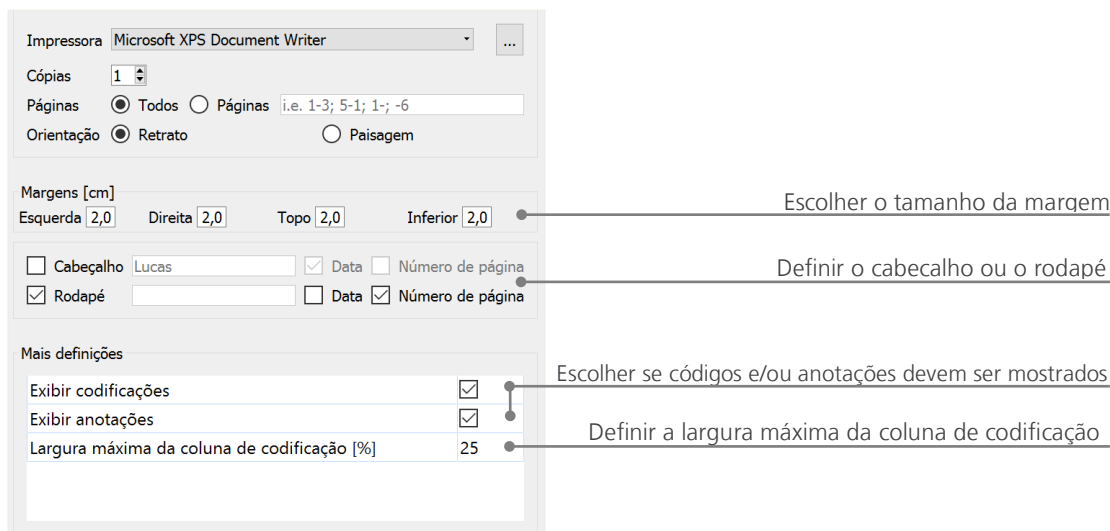 Impressora Microsoft XPS Document Writer ...
Cópias 1
Páginas Todos Páginas i.e. 1-3; 5-1; 1-; -6
Orientação Retrato Paisagem
Margens [cm]
Escolher o tamanho da margem
Esquerda 2,0 Direita 2,0 Topo 2,0 Inferior 2,0
Cabeçalho Lucas Data Número de página
Definir o cabeçalho ou o rodapé
Rodapé Data Número de página
Mais definições
Escolher se códigos e/ou anotações devem ser mostrados
Exibir codificações
Exibir anotações
Definir a largura máxima da coluna de codificação
Largura máxima da coluna de codificação [%] 25